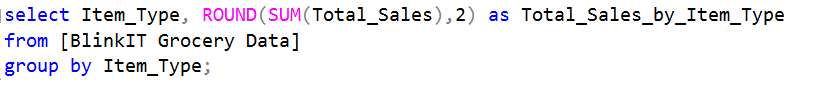 select Item_Type, ROUND(SUM(Total_Sales),2) as Total_Sales_by_Item_Type
from [BlinkIT Grocery Data]
group by Item_Type;